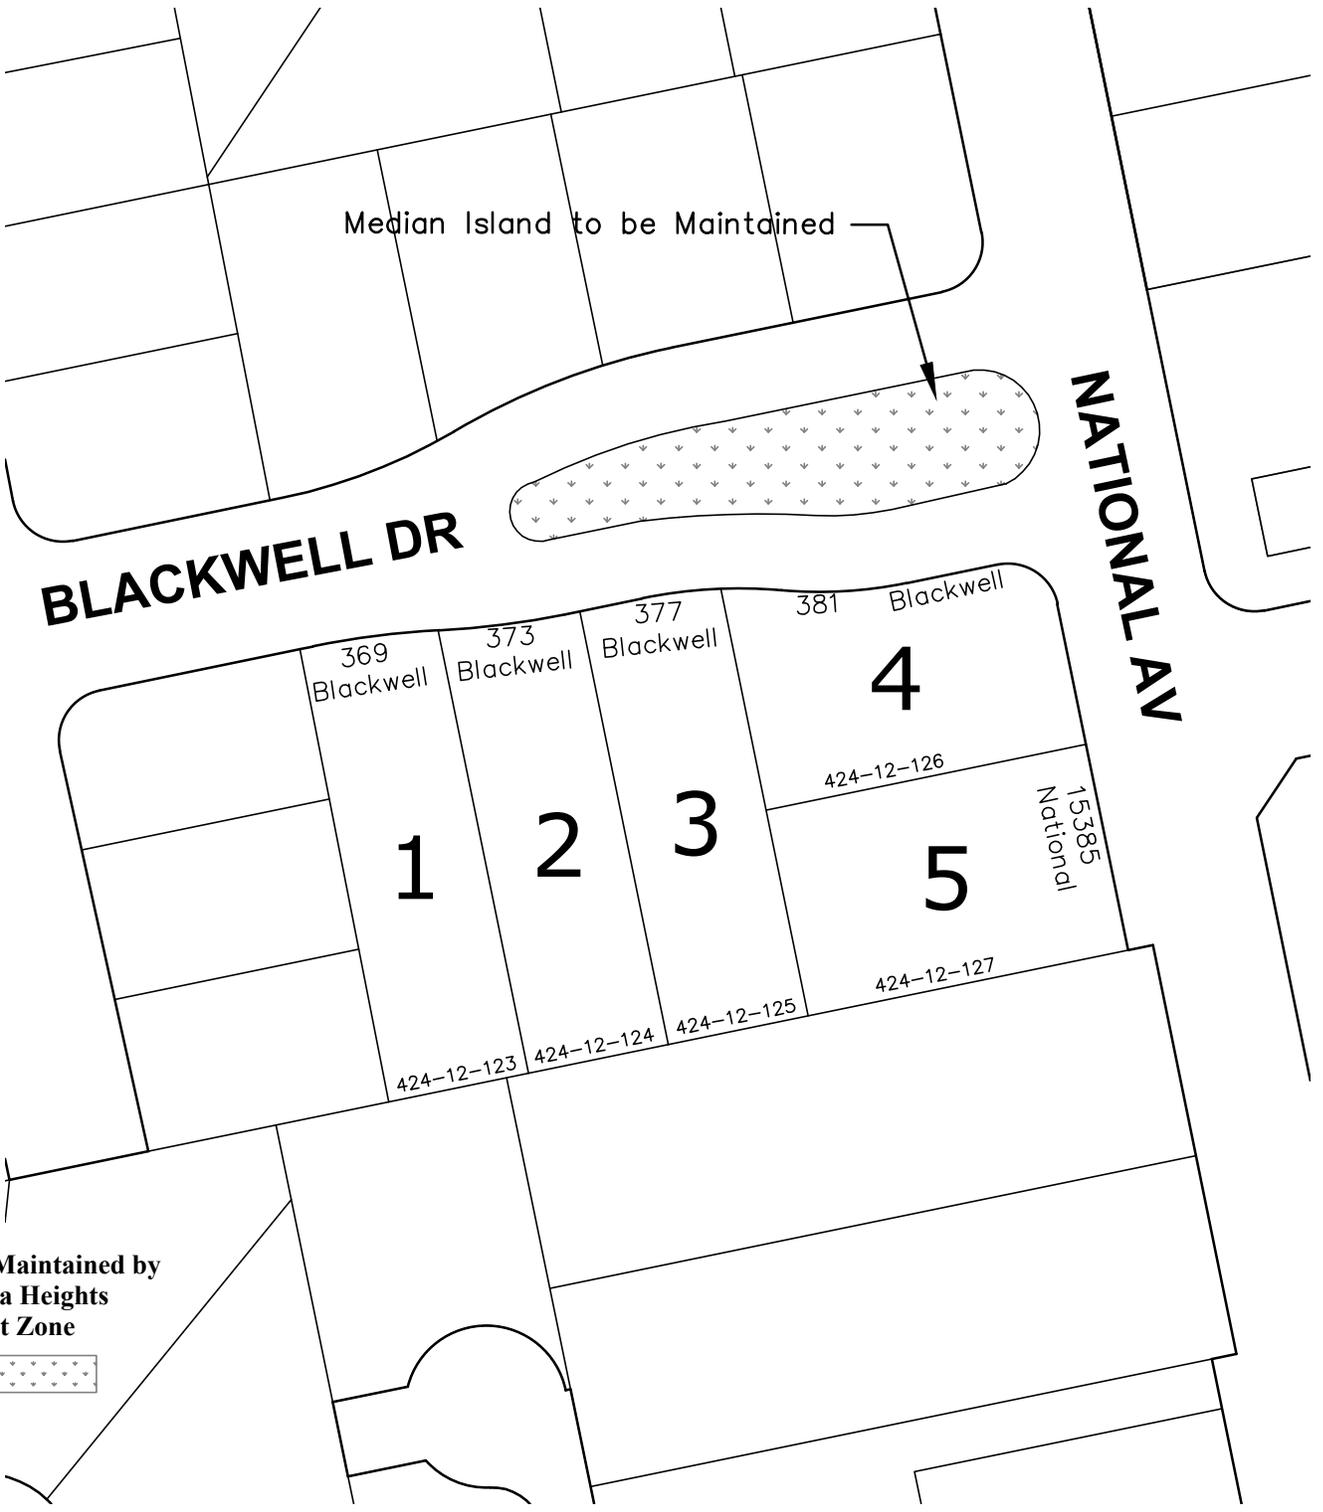 Median Island to be Maintained
NATIONAL AV
BLACKWELL DR
369
Blackwell
373
Blackwell
377
Blackwell
381 Blackwell
4
424-12-126
15385
National
1
2
3
5
424-12-127
424-12-123
424-12-124
424-12-125
Maintained by
a Heights
t Zone